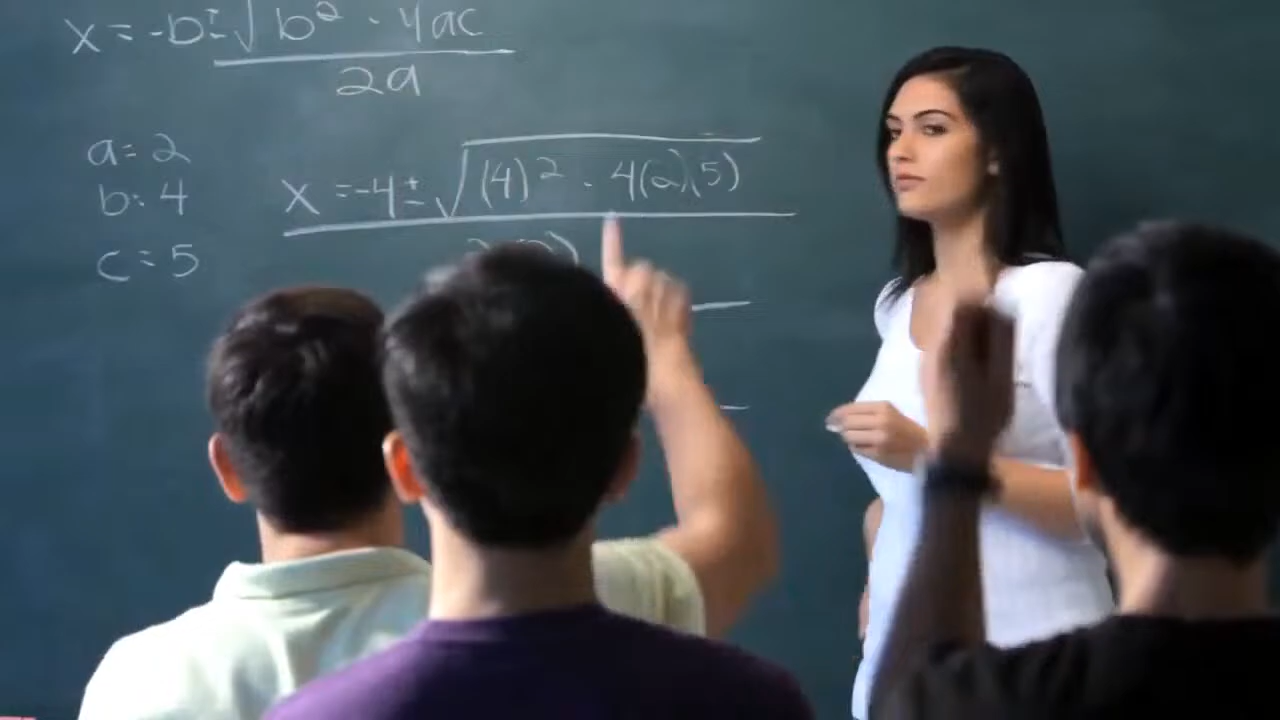 x = -b ± √ b² - 4ac
2a
a = 2
b: 4
c = 5
x = -4 ± √ (4)² - 4(2)(5)